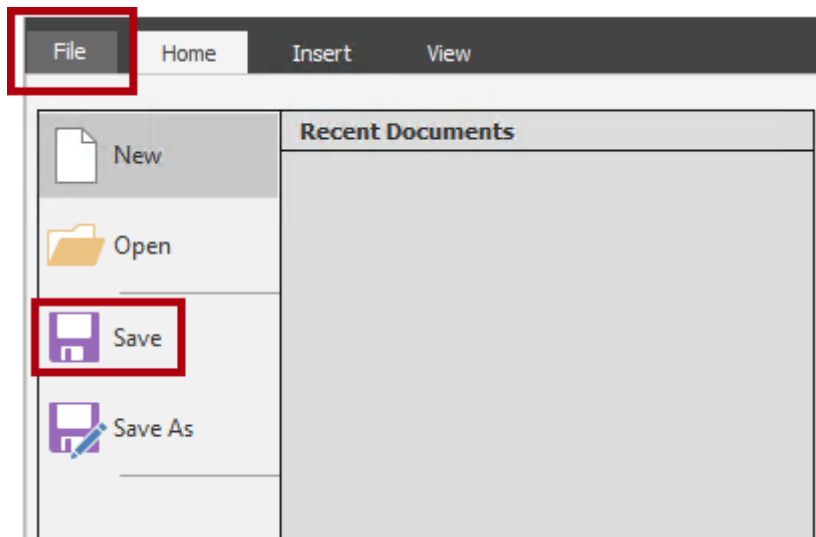 File Home Insert View
Recent Documents
New
Open
Save
Save As